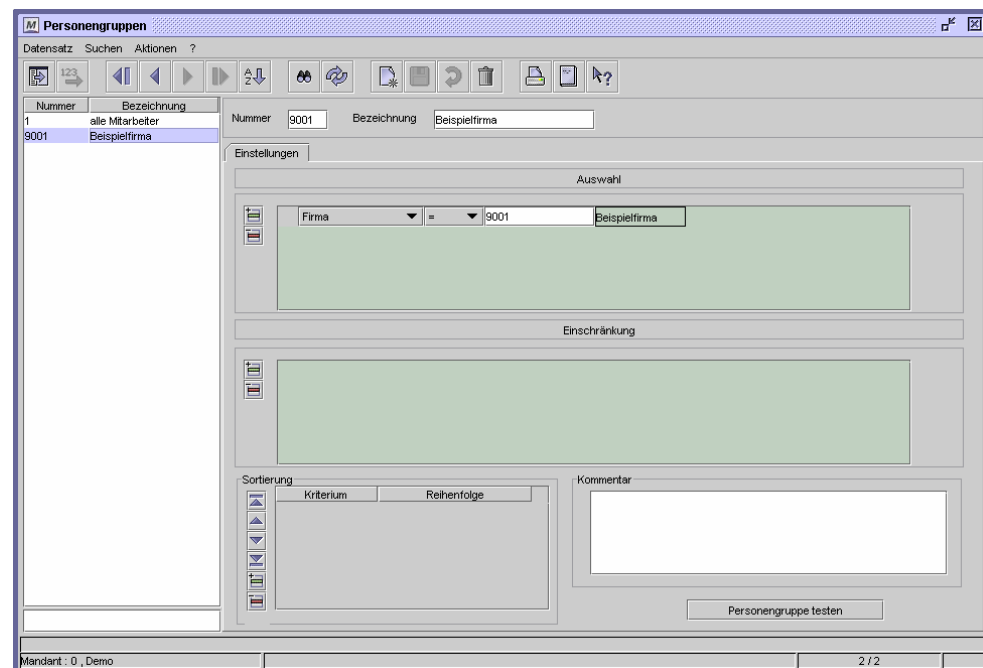 M Personengruppen
Datensatz Suchen Aktionen ?
123
A Z
Nummer Bezeichnung
1 alle Mitarbeiter
9001 Beispielfirma
Nummer 9001 Bezeichnung Beispielfirma
Einstellungen
Auswahl
Firma = 9001 Beispielfirma
Einschränkung
Sortierung
Kriterium Reihenfolge
Kommentar
Personengruppe testen
Mandant : 0 , Demo 2 / 2